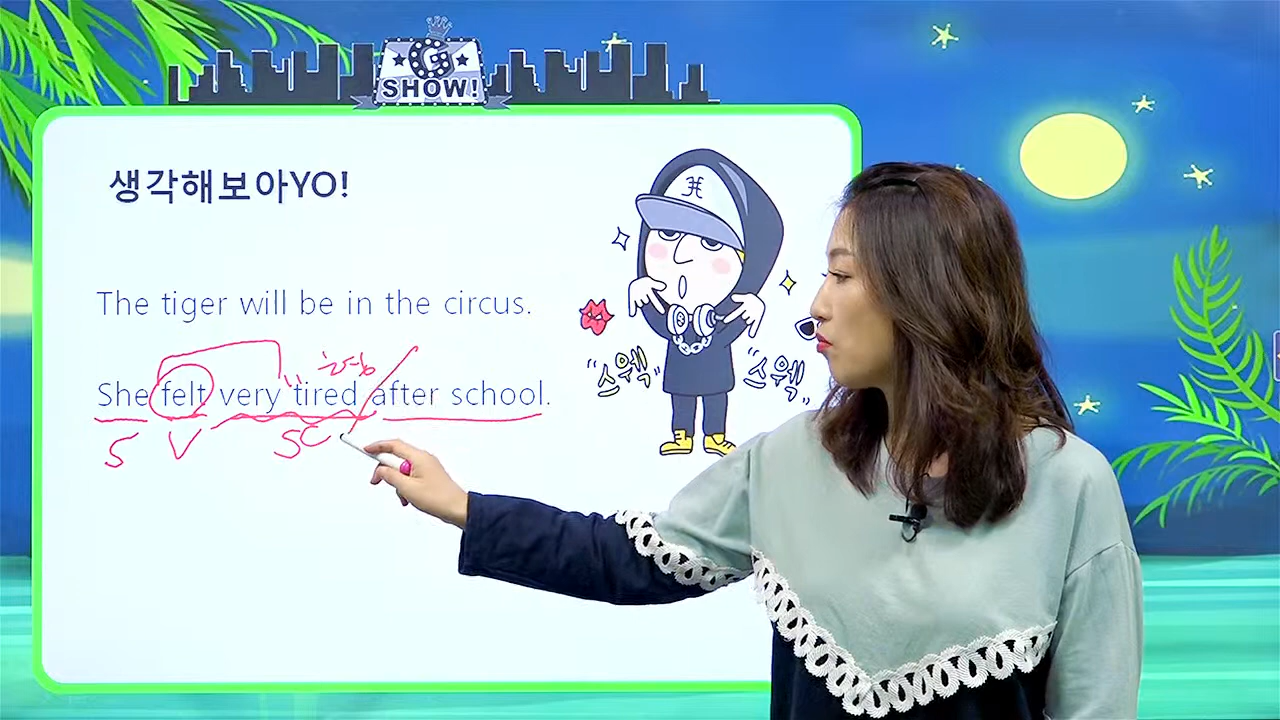 G
SHOW!
생각해보아YO!
The tiger will be in the circus.
She felt very tired after school.
S V SC
"스웩" "스웩"